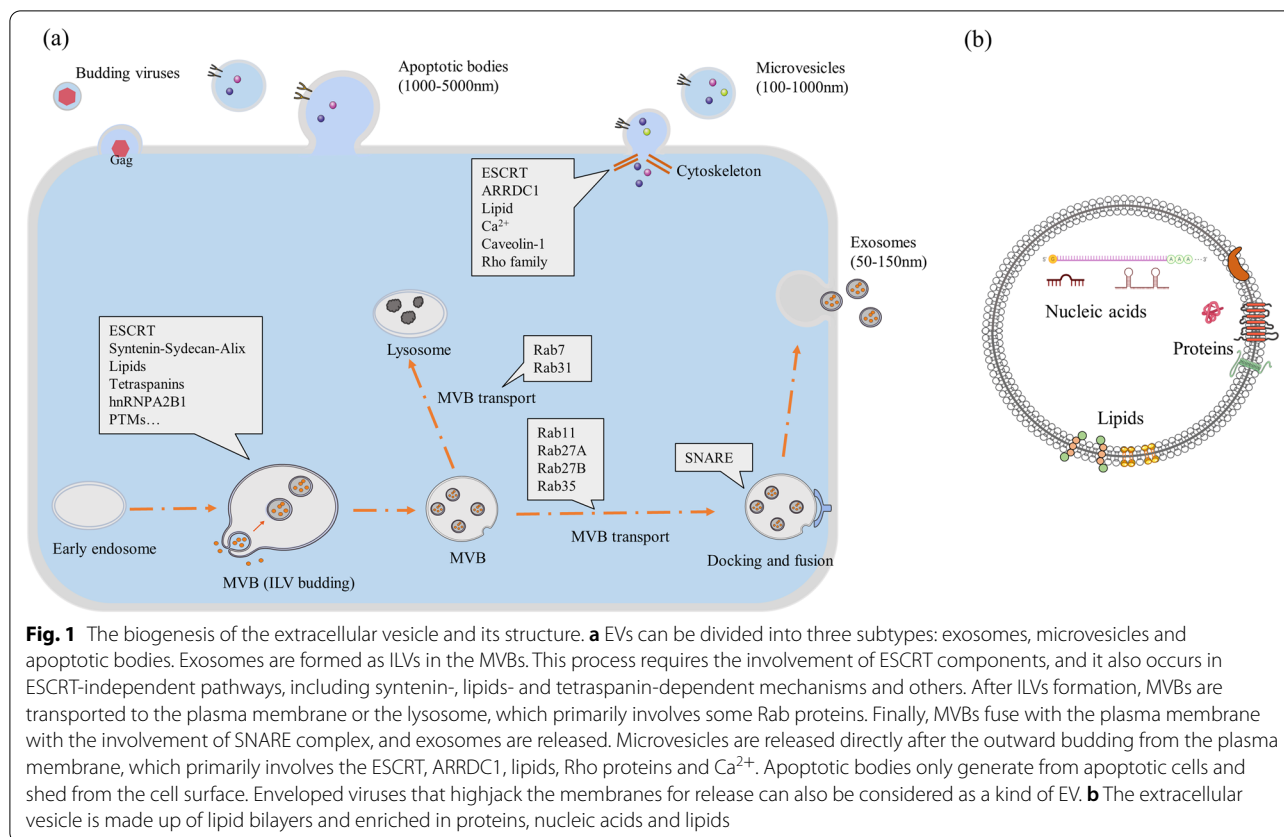 (a)
(b)
Budding viruses
Apoptotic bodies
(1000-5000nm)
Microvesicles
(100-1000nm)
Gag
ESCRT
ARRDC1
Lipid
Ca²⁺
Caveolin-1
Rho family
Cytoskeleton
Exosomes
(50-150nm)
Lysosome
Rab7
Rab31
MVB transport
ESCRT
Syntenin-Sydecan-Alix
Lipids
Tetraspanins
hnRNPA2B1
PTMs…
Rab11
Rab27A
Rab27B
Rab35
SNARE
Early endosome
MVB (ILV budding)
MVB
MVB transport
Docking and fusion
5'
G
A
A
A
3'
Nucleic acids
Proteins
Lipids
Fig. 1 The biogenesis of the extracellular vesicle and its structure. a EVs can be divided into three subtypes: exosomes, microvesicles and
apoptotic bodies. Exosomes are formed as ILVs in the MVBs. This process requires the involvement of ESCRT components, and it also occurs in
ESCRT-independent pathways, including syntenin-, lipids- and tetraspanin-dependent mechanisms and others. After ILVs formation, MVBs are
transported to the plasma membrane or the lysosome, which primarily involves some Rab proteins. Finally, MVBs fuse with the plasma membrane
with the involvement of SNARE complex, and exosomes are released. Microvesicles are released directly after the outward budding from the plasma
membrane, which primarily involves the ESCRT, ARRDC1, lipids, Rho proteins and Ca²⁺. Apoptotic bodies only generate from apoptotic cells and
shed from the cell surface. Enveloped viruses that highjack the membranes for release can also be considered as a kind of EV. b The extracellular
vesicle is made up of lipid bilayers and enriched in proteins, nucleic acids and lipids